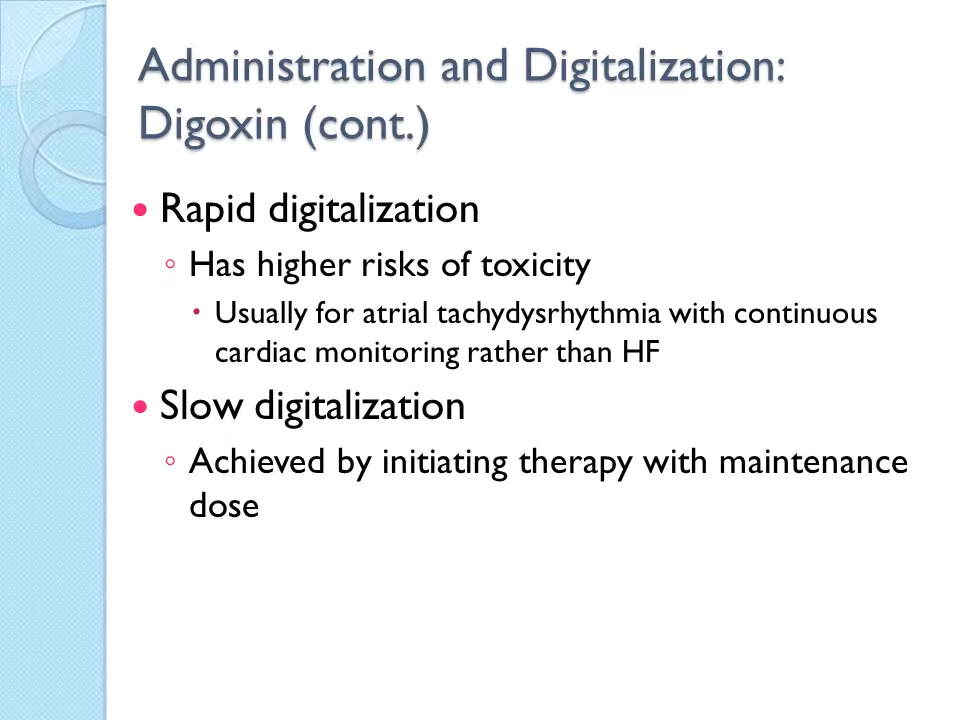 Administration and Digitalization:
Digoxin (cont.)
• Rapid digitalization
◦ Has higher risks of toxicity
• Usually for atrial tachydysrhythmia with continuous
cardiac monitoring rather than HF
• Slow digitalization
◦ Achieved by initiating therapy with maintenance
dose